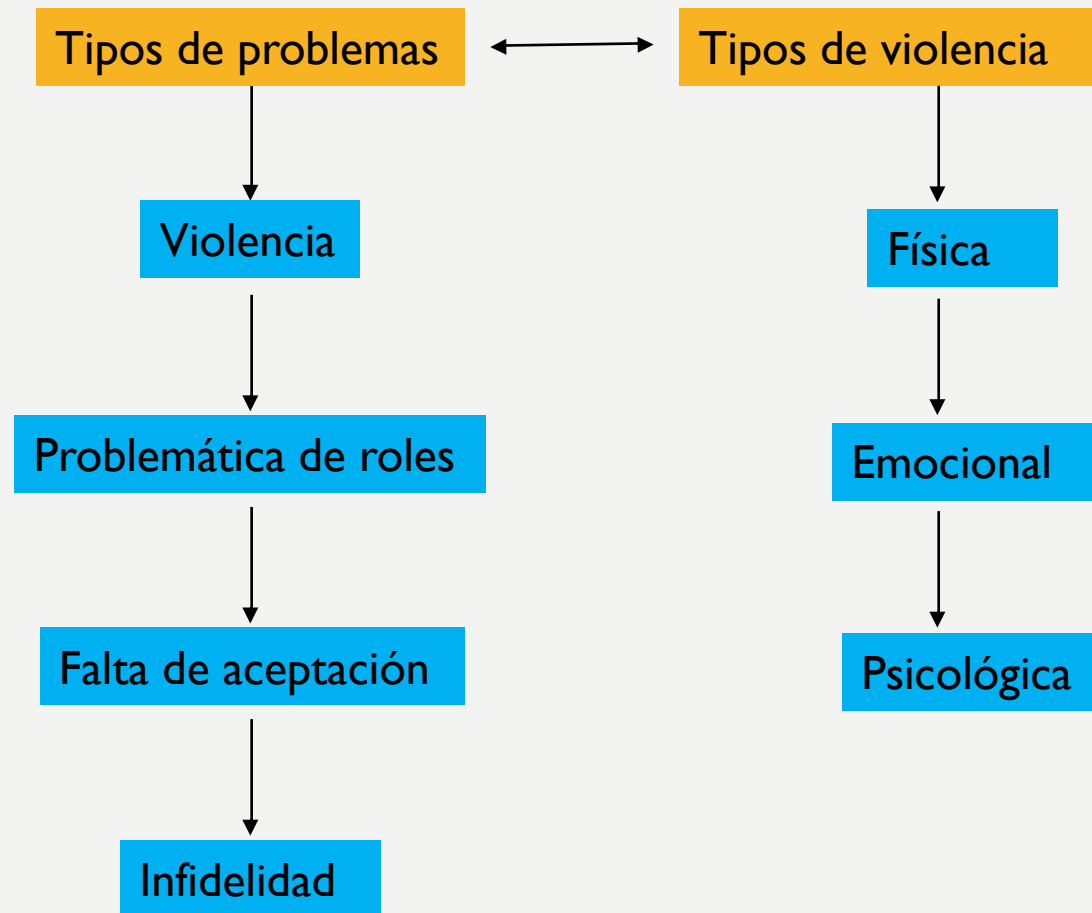 Tipos de problemas
Tipos de violencia
Violencia
Física
Problemática de roles
Emocional
Falta de aceptación
Psicológica
Infidelidad